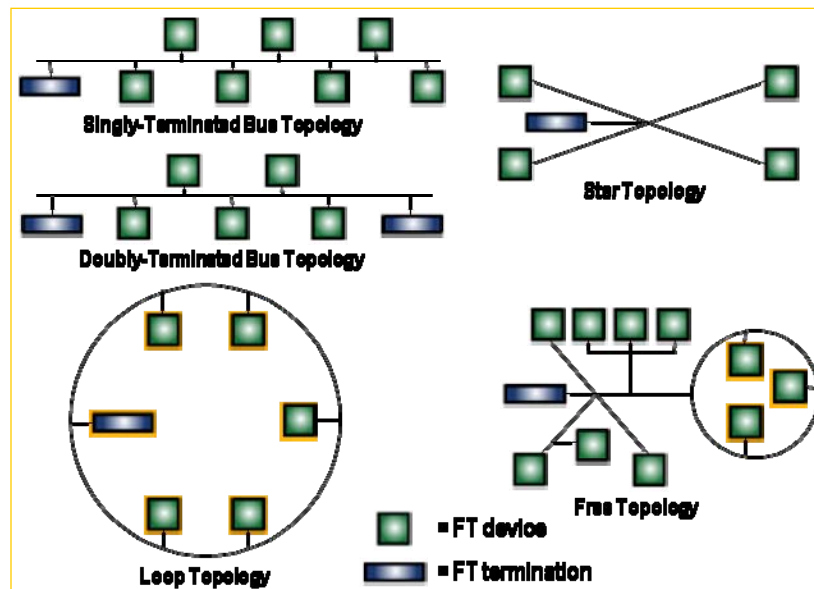 Singly-Terminated Bus Topology
Star Topology
Doubly-Terminated Bus Topology
Loop Topology
Free Topology
= FT device
= FT termination